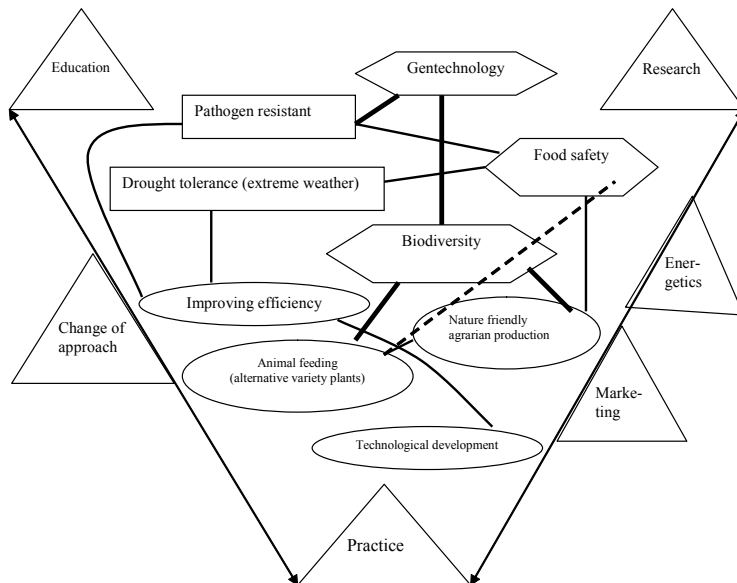 Education
Gentechnology
Research
Pathogen resistant
Food safety
Drought tolerance (extreme weather)
Biodiversity
Ener-
getics
Improving efficiency
Nature friendly
agrarian production
Change of
approach
Animal feeding
(alternative variety plants)
Marke-
ting
Technological development
Practice